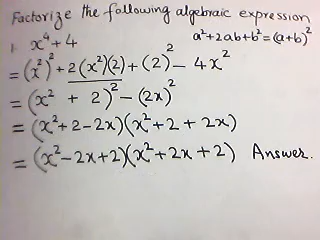 Factorize the following algebraic expression
1. x⁴ + 4 a² + 2ab + b² = (a+b)²
= (x²)² + 2(x²)(2) + (2)² - 4x²
= (x² + 2)² - (2x)²
= (x² + 2 - 2x)(x² + 2 + 2x)
= (x² - 2x + 2)(x² + 2x + 2) Answer.